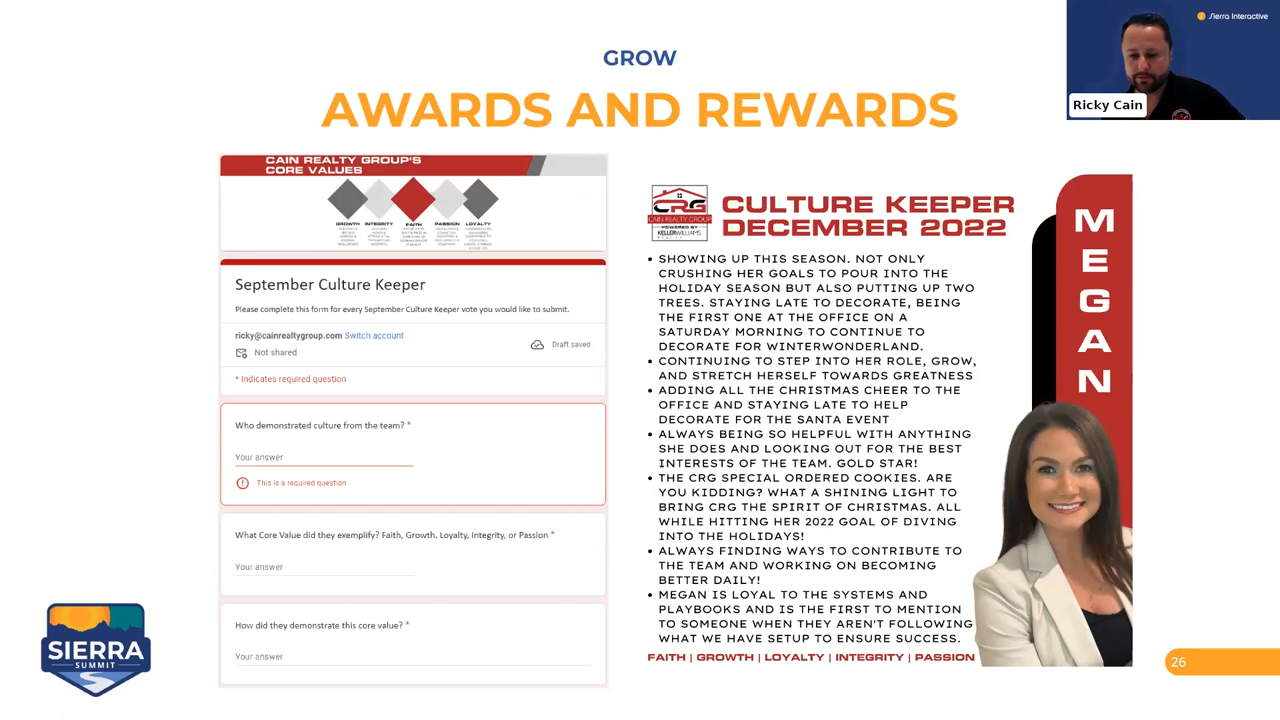 GROW
AWARDS AND REWARDS
Sierra Interactive
Ricky Cain
CAIN REALTY GROUP'S
CORE VALUES
GROWTH INTEGRITY FAITH PASSION LOYALTY
September Culture Keeper
Please complete this form for every September Culture Keeper vote you would like to submit.
ricky@cainrealtygroup.com Switch account
Not shared
Draft saved
* Indicates required question
Who demonstrated culture from the team? *
Your answer
This is a required question
What Core Value did they exemplify? Faith, Growth, Loyalty, Integrity, or Passion *
Your answer
How did they demonstrate this core value? *
Your answer
CRG
CAIN REALTY GROUP
POWERED BY
KELLERWILLIAMS
CULTURE KEEPER
DECEMBER 2022
• SHOWING UP THIS SEASON. NOT ONLY
CRUSHING HER GOALS TO POUR INTO THE
HOLIDAY SEASON BUT ALSO PUTTING UP TWO
TREES. STAYING LATE TO DECORATE, BEING
THE FIRST ONE AT THE OFFICE ON A
SATURDAY MORNING TO CONTINUE TO
DECORATE FOR WINTERWONDERLAND.
• CONTINUING TO STEP INTO HER ROLE, GROW,
AND STRETCH HERSELF TOWARDS GREATNESS
• ADDING ALL THE CHRISTMAS CHEER TO THE
OFFICE AND STAYING LATE TO HELP
DECORATE FOR THE SANTA EVENT
• ALWAYS BEING SO HELPFUL WITH ANYTHING
SHE DOES AND LOOKING OUT FOR THE BEST
INTERESTS OF THE TEAM. GOLD STAR!
• THE CRG SPECIAL ORDERED COOKIES. ARE
YOU KIDDING? WHAT A SHINING LIGHT TO
BRING CRG THE SPIRIT OF CHRISTMAS. ALL
WHILE HITTING HER 2022 GOAL OF DIVING
INTO THE HOLIDAYS!
• ALWAYS FINDING WAYS TO CONTRIBUTE TO
THE TEAM AND WORKING ON BECOMING
BETTER DAILY!
• MEGAN IS LOYAL TO THE SYSTEMS AND
PLAYBOOKS AND IS THE FIRST TO MENTION
TO SOMEONE WHEN THEY AREN'T FOLLOWING
WHAT WE HAVE SETUP TO ENSURE SUCCESS.
FAITH | GROWTH | LOYALTY | INTEGRITY | PASSION
MEGAN
SIERRA
SUMMIT
26